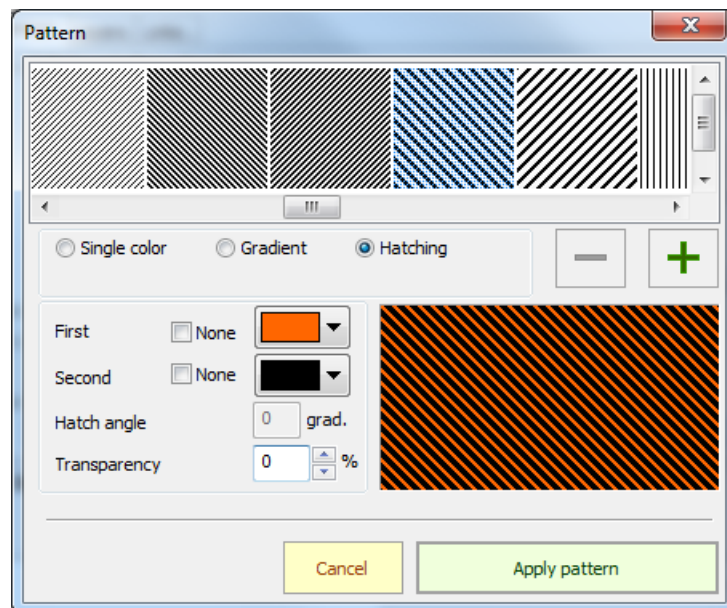 Pattern
Single color Gradient Hatching
First None
Second None
Hatch angle 0 grad.
Transparency 0 %
Cancel Apply pattern